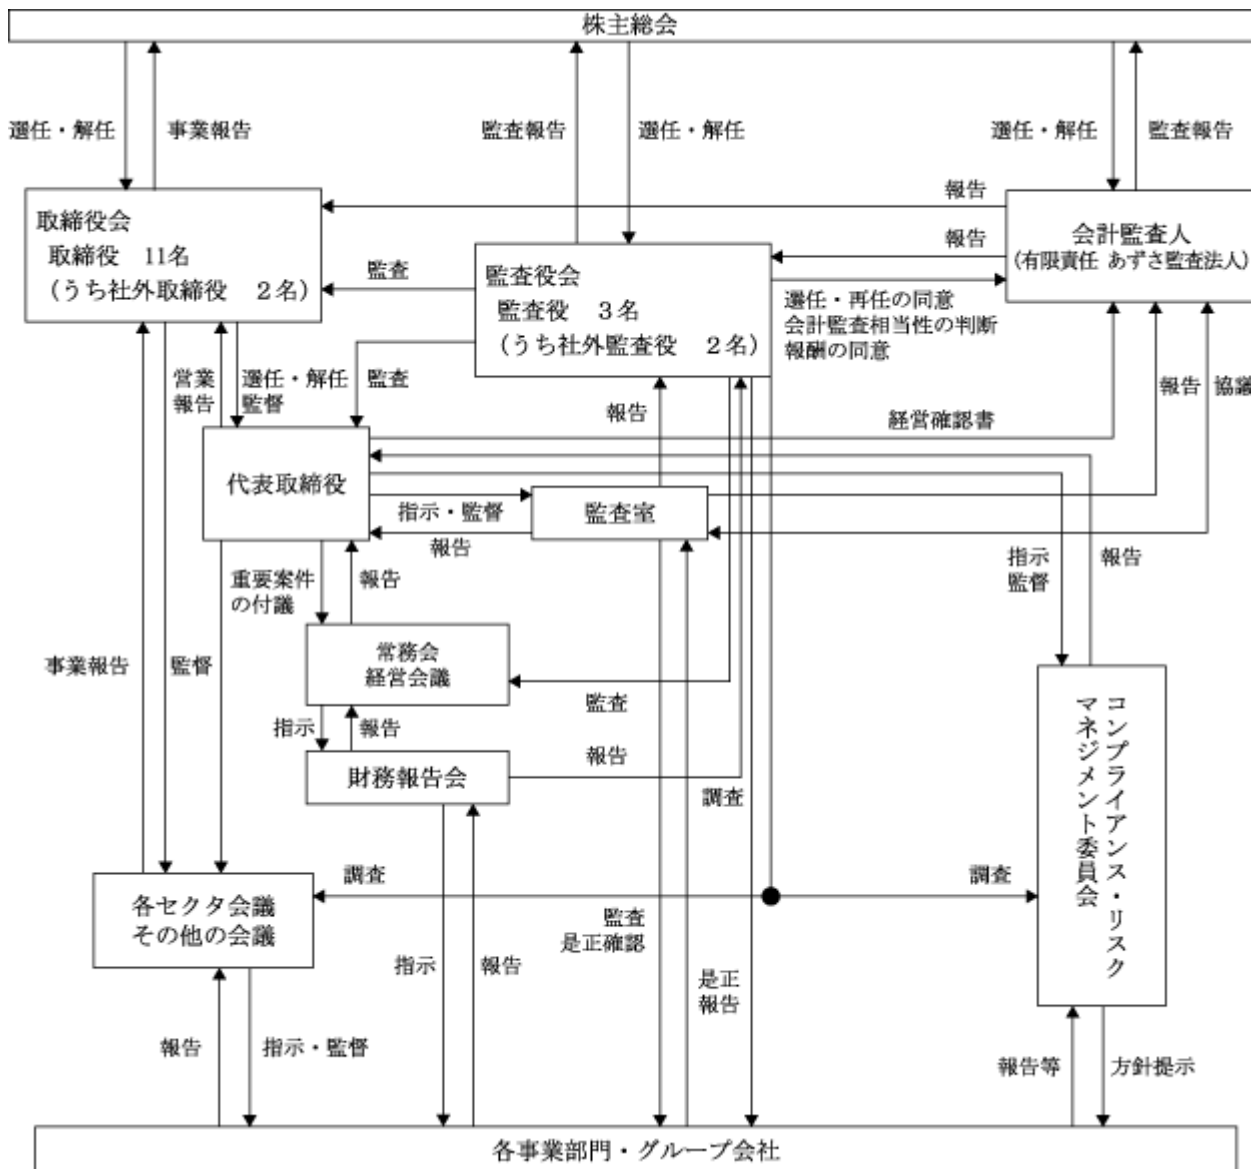 株主総会
選任・解任
事業報告
監査報告
選任・解任
選任・解任
監査報告
取締役会
取締役 11名
(うち社外取締役 2名)
報告
報告
会計監査人
(有限責任 あずさ監査法人)
監査
監査役会
監査役 3名
(うち社外監査役 2名)
選任・再任の同意
会計監査相当性の判断
報酬の同意
営業
報告
選任・解任
監督
監査
報告
経営確認書
報告
協議
代表取締役
指示・監督
報告
監査室
重要案件
の付議
報告
指示
監督
報告
常務会
経営会議
事業報告
監督
監査
指示
報告
財務報告会
報告
調査
コンプライアンス・リスク
マネジメント委員会
各セクタ会議
その他の会議
調査
調査
監査
是正確認
指示
報告
是正
報告
報告
指示・監督
報告等
方針提示
各事業部門・グループ会社